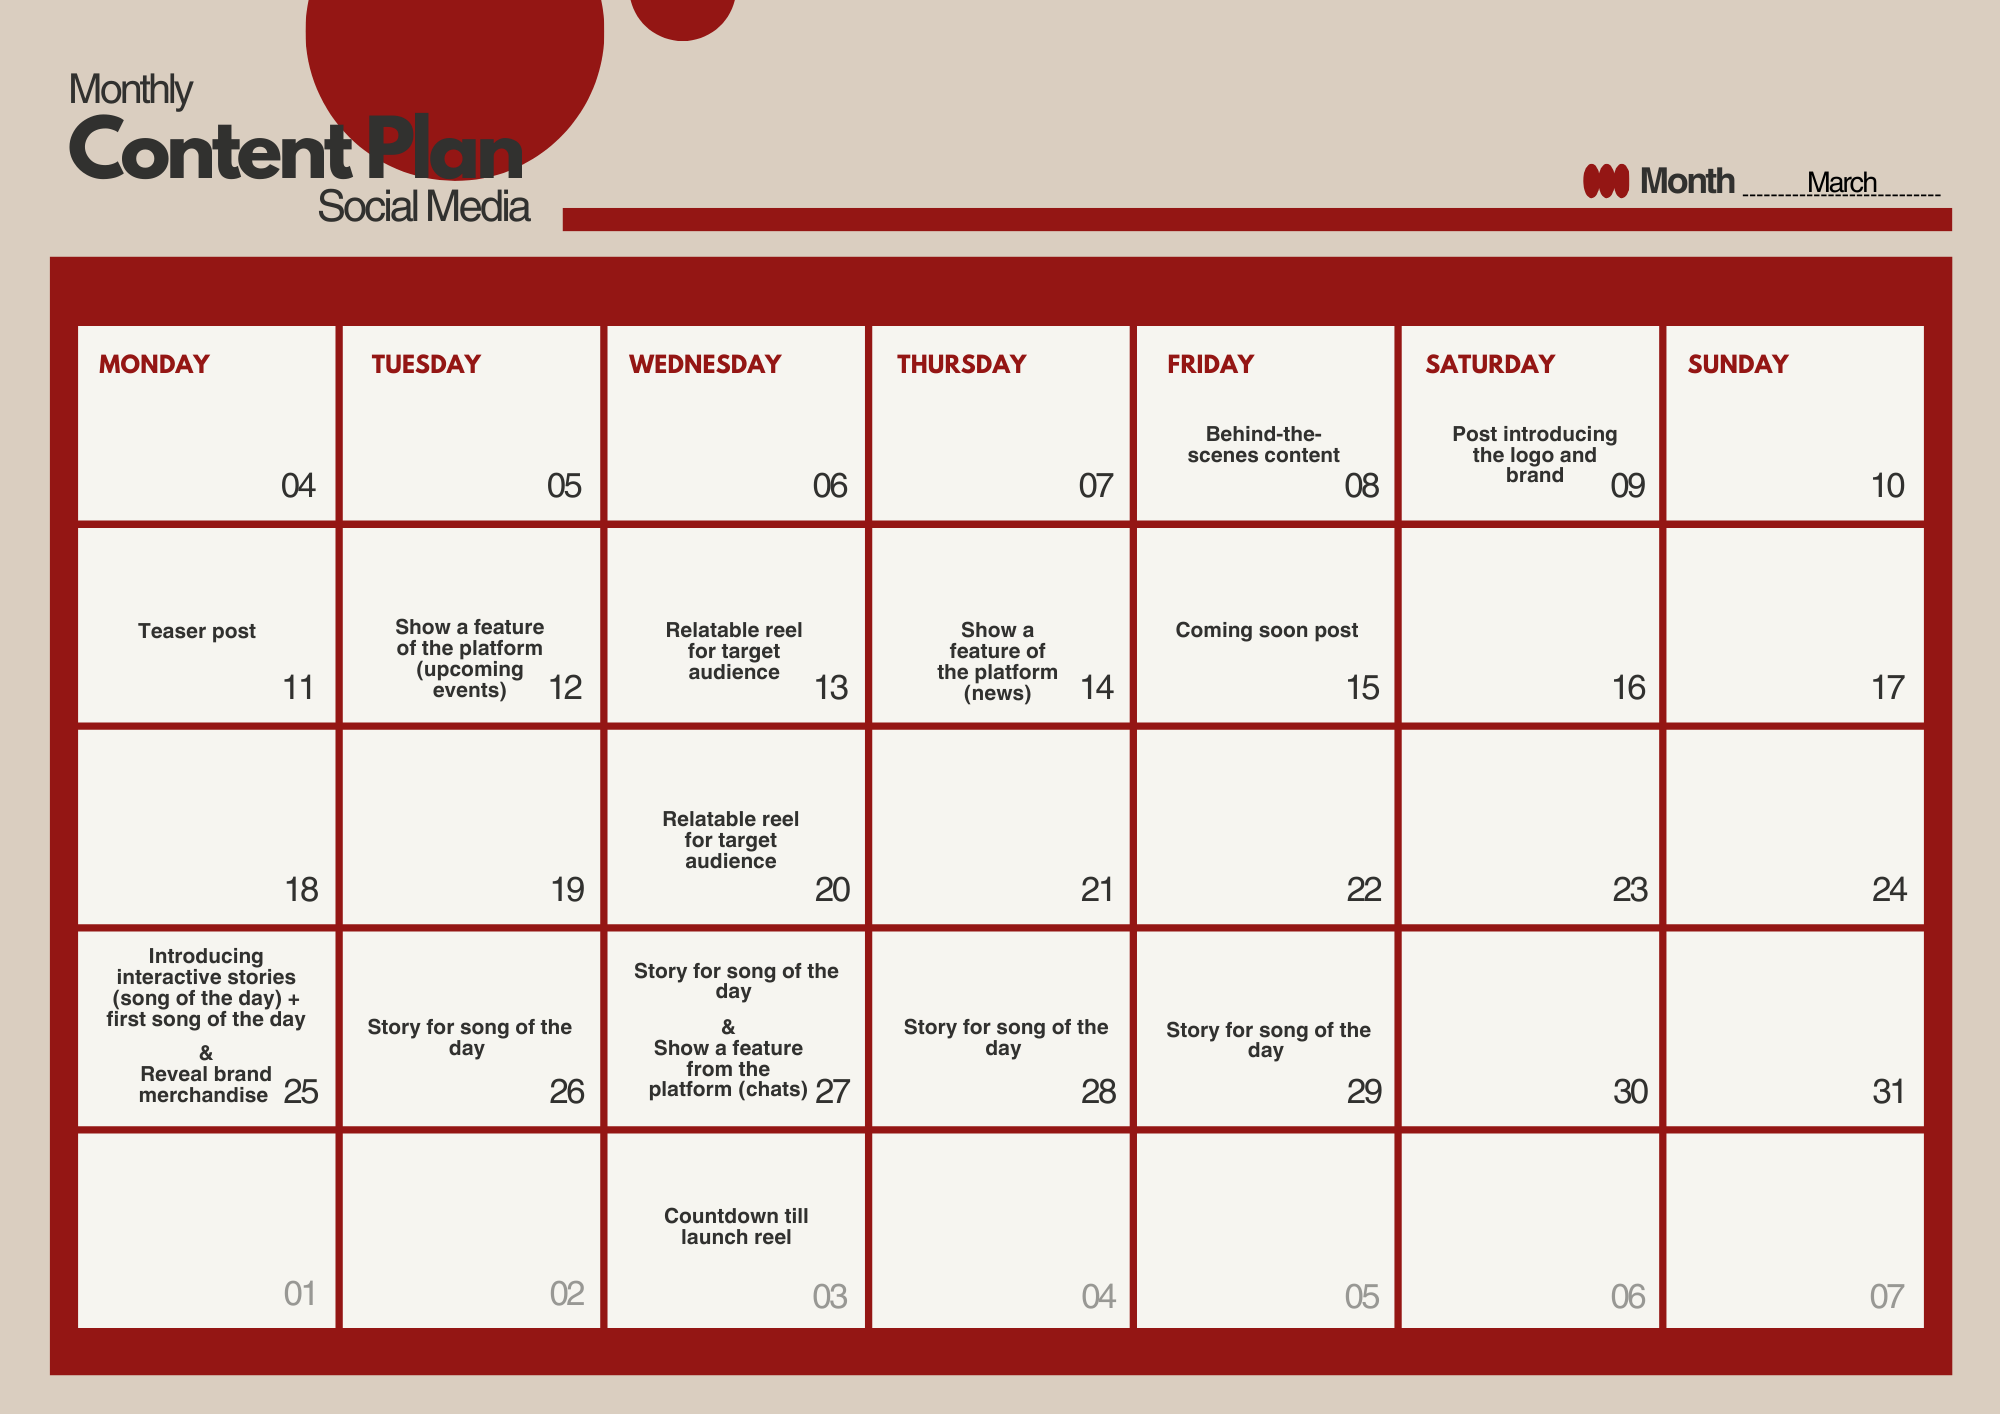 Monthly
Content Plan
Social Media
Month March
MONDAY
TUESDAY
WEDNESDAY
THURSDAY
FRIDAY
SATURDAY
SUNDAY
04
05
06
07
Behind-the-
scenes content
08
Post introducing
the logo and
brand
09
10
Teaser post
11
Show a feature
of the platform
(upcoming
events)
12
Relatable reel
for target
audience
13
Show a
feature of
the platform
(news)
14
Coming soon post
15
16
17
18
19
Relatable reel
for target
audience
20
21
22
23
24
Introducing
interactive stories
(song of the day) +
first song of the day
&
Reveal brand
merchandise
25
Story for song of the
day
26
Story for song of the
day
&
Show a feature
from the
platform (chats)
27
Story for song of the
day
28
Story for song of the
day
29
30
31
01
02
Countdown till
launch reel
03
04
05
06
07